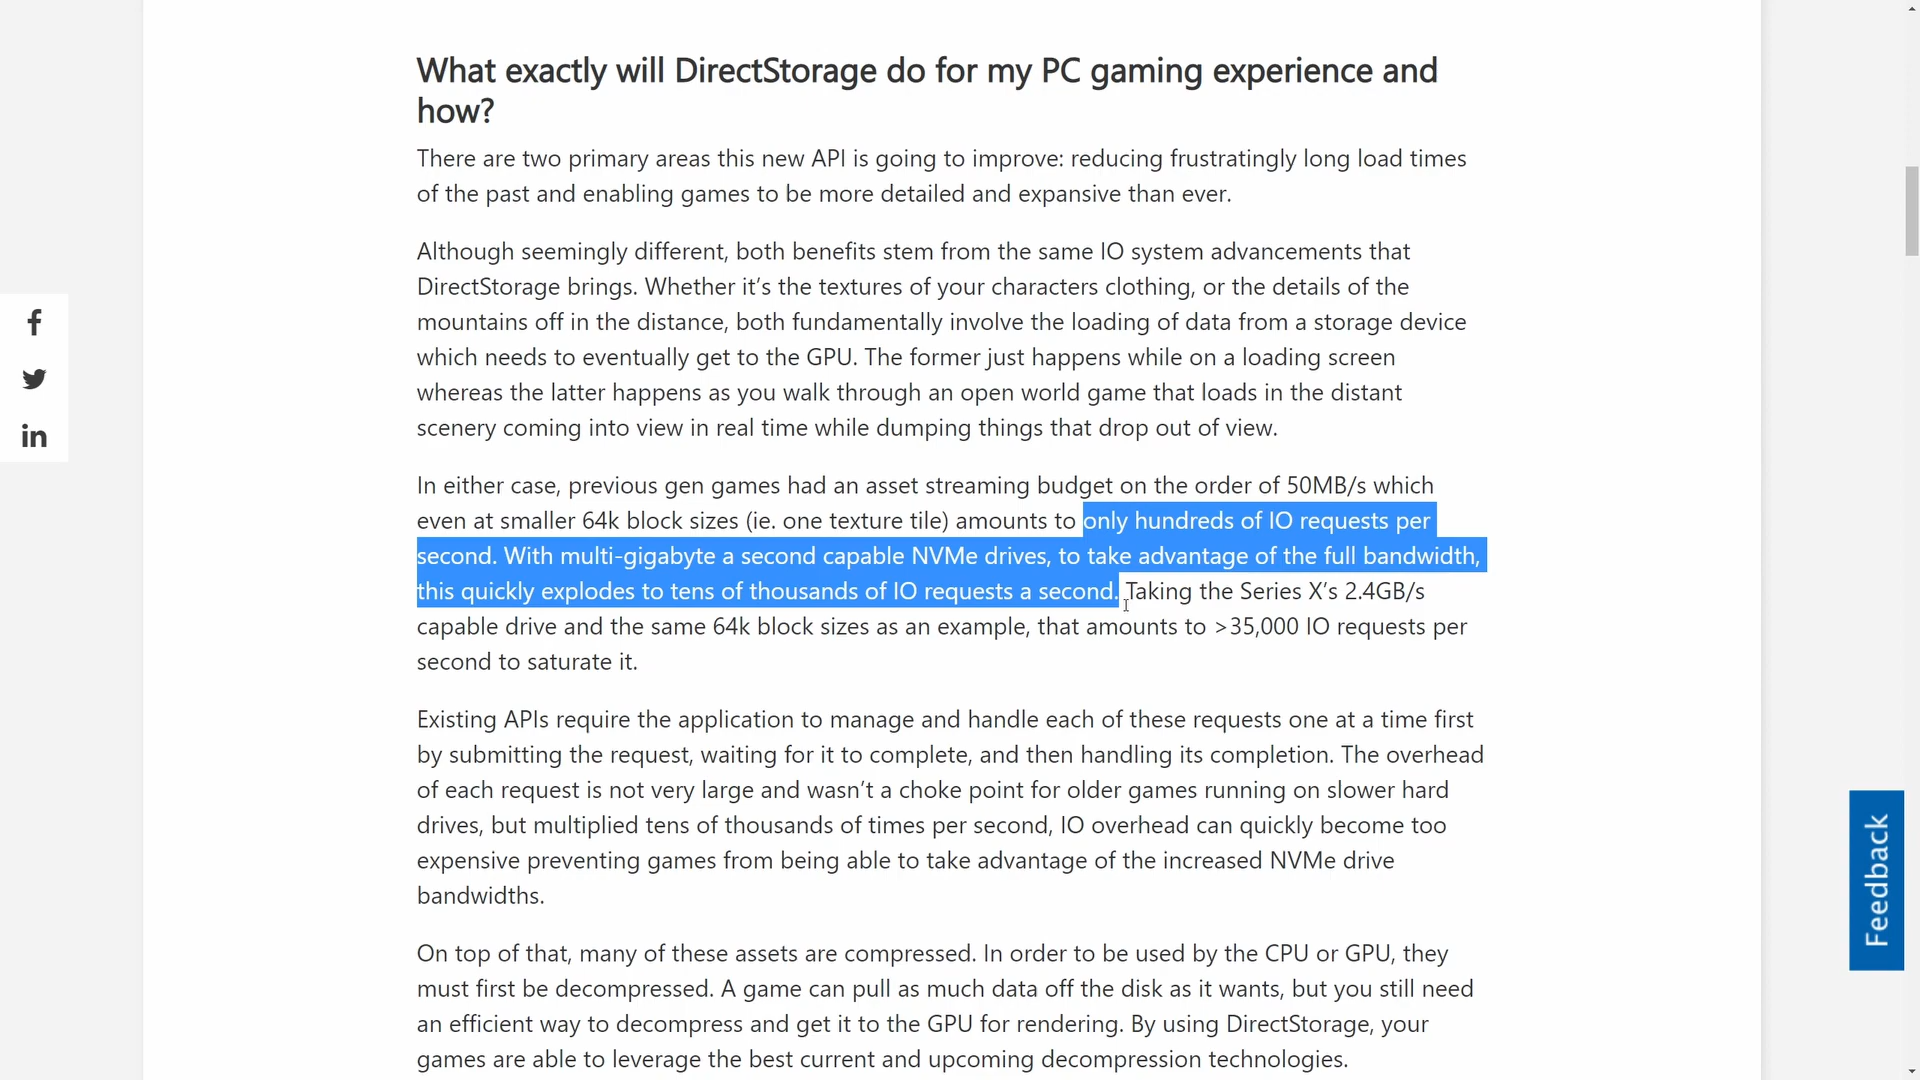 What exactly will DirectStorage do for my PC gaming experience and
how?
There are two primary areas this new API is going to improve: reducing frustratingly long load times
of the past and enabling games to be more detailed and expansive than ever.
Although seemingly different, both benefits stem from the same IO system advancements that
DirectStorage brings. Whether it’s the textures of your characters clothing, or the details of the
mountains off in the distance, both fundamentally involve the loading of data from a storage device
which needs to eventually get to the GPU. The former just happens while on a loading screen
whereas the latter happens as you walk through an open world game that loads in the distant
scenery coming into view in real time while dumping things that drop out of view.
In either case, previous gen games had an asset streaming budget on the order of 50MB/s which
even at smaller 64k block sizes (ie. one texture tile) amounts to only hundreds of IO requests per
second. With multi-gigabyte a second capable NVMe drives, to take advantage of the full bandwidth,
this quickly explodes to tens of thousands of IO requests a second. Taking the Series X’s 2.4GB/s
capable drive and the same 64k block sizes as an example, that amounts to >35,000 IO requests per
second to saturate it.
Existing APIs require the application to manage and handle each of these requests one at a time first
by submitting the request, waiting for it to complete, and then handling its completion. The overhead
of each request is not very large and wasn’t a choke point for older games running on slower hard
drives, but multiplied tens of thousands of times per second, IO overhead can quickly become too
expensive preventing games from being able to take advantage of the increased NVMe drive
bandwidths.
On top of that, many of these assets are compressed. In order to be used by the CPU or GPU, they
must first be decompressed. A game can pull as much data off the disk as it wants, but you still need
an efficient way to decompress and get it to the GPU for rendering. By using DirectStorage, your
games are able to leverage the best current and upcoming decompression technologies.
Feedback